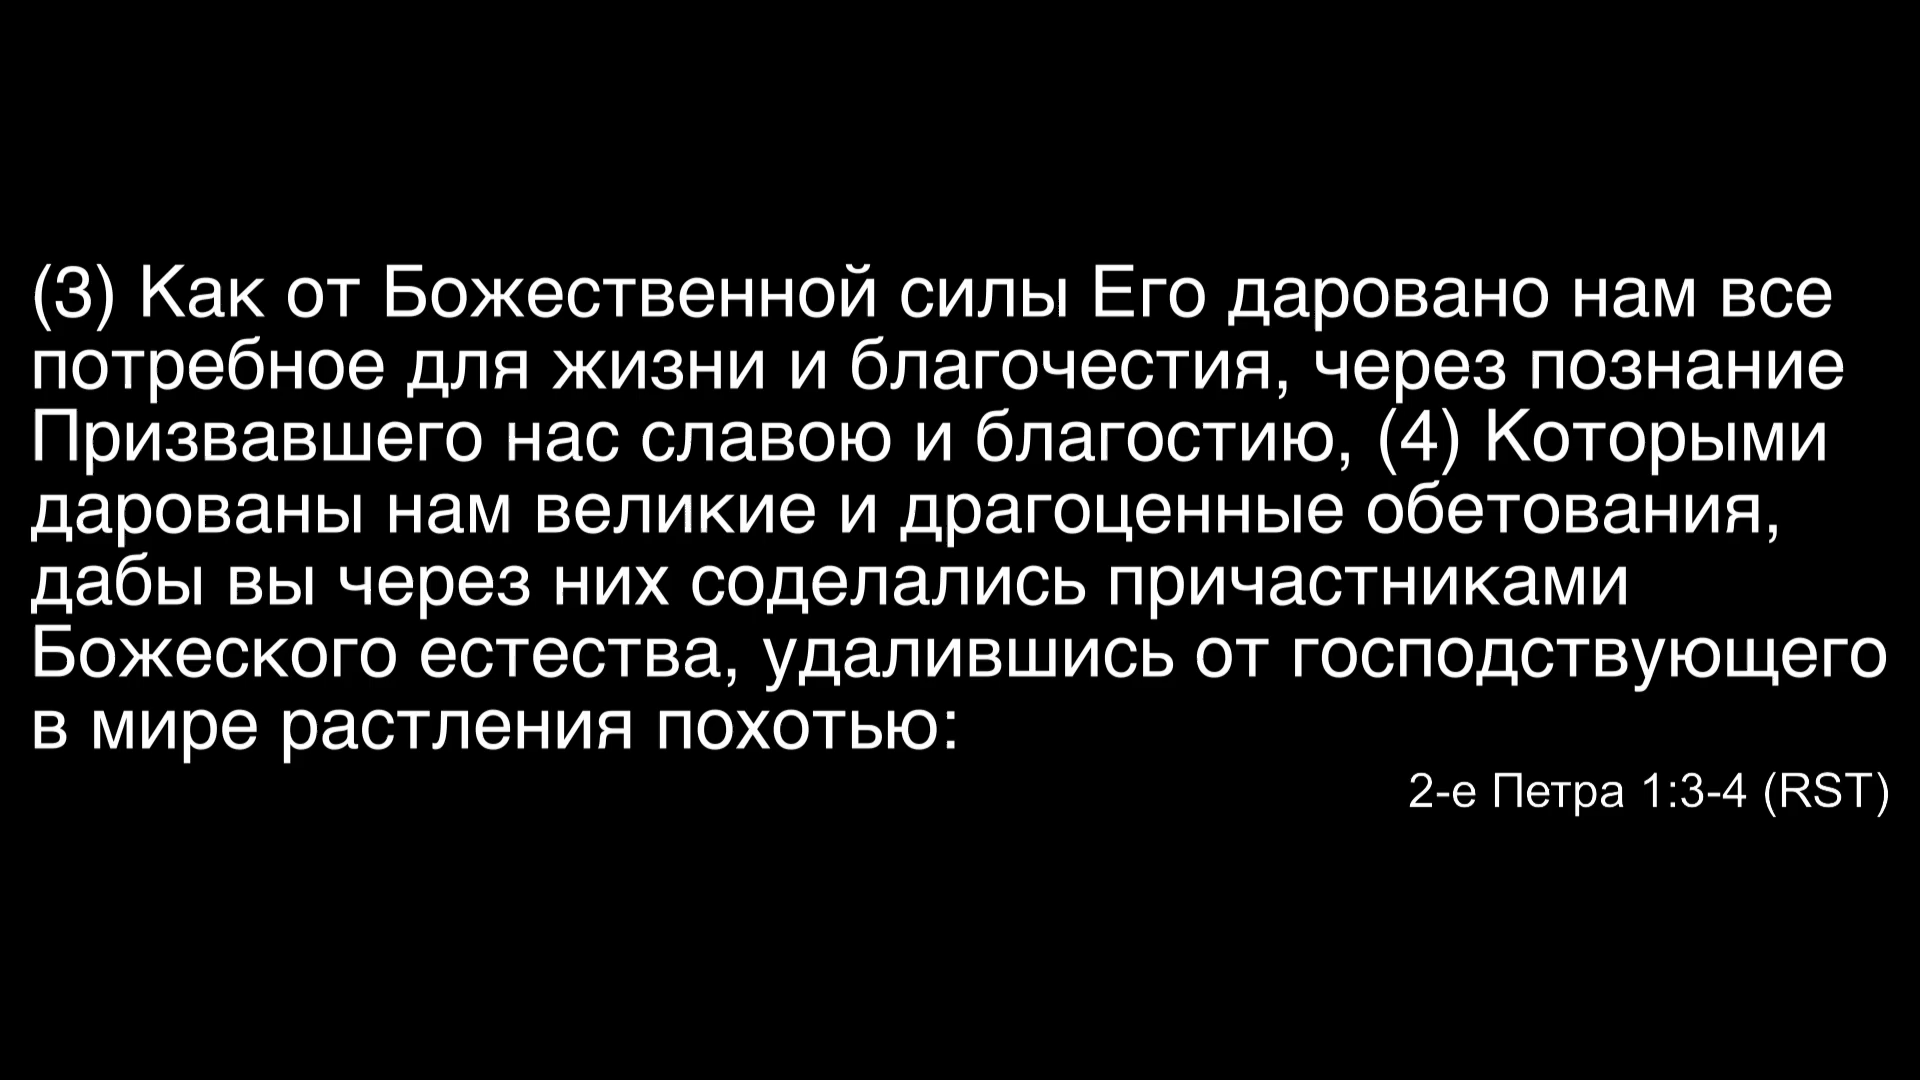 (3) Как от Божественной силы Его даровано нам все
потребное для жизни и благочестия, через познание
Призвавшего нас славою и благостию, (4) Которыми
дарованы нам великие и драгоценные обетования,
дабы вы через них соделались причастниками
Божеского естества, удалившись от господствующего
в мире растления похотью:
2-е Петра 1:3-4 (RST)